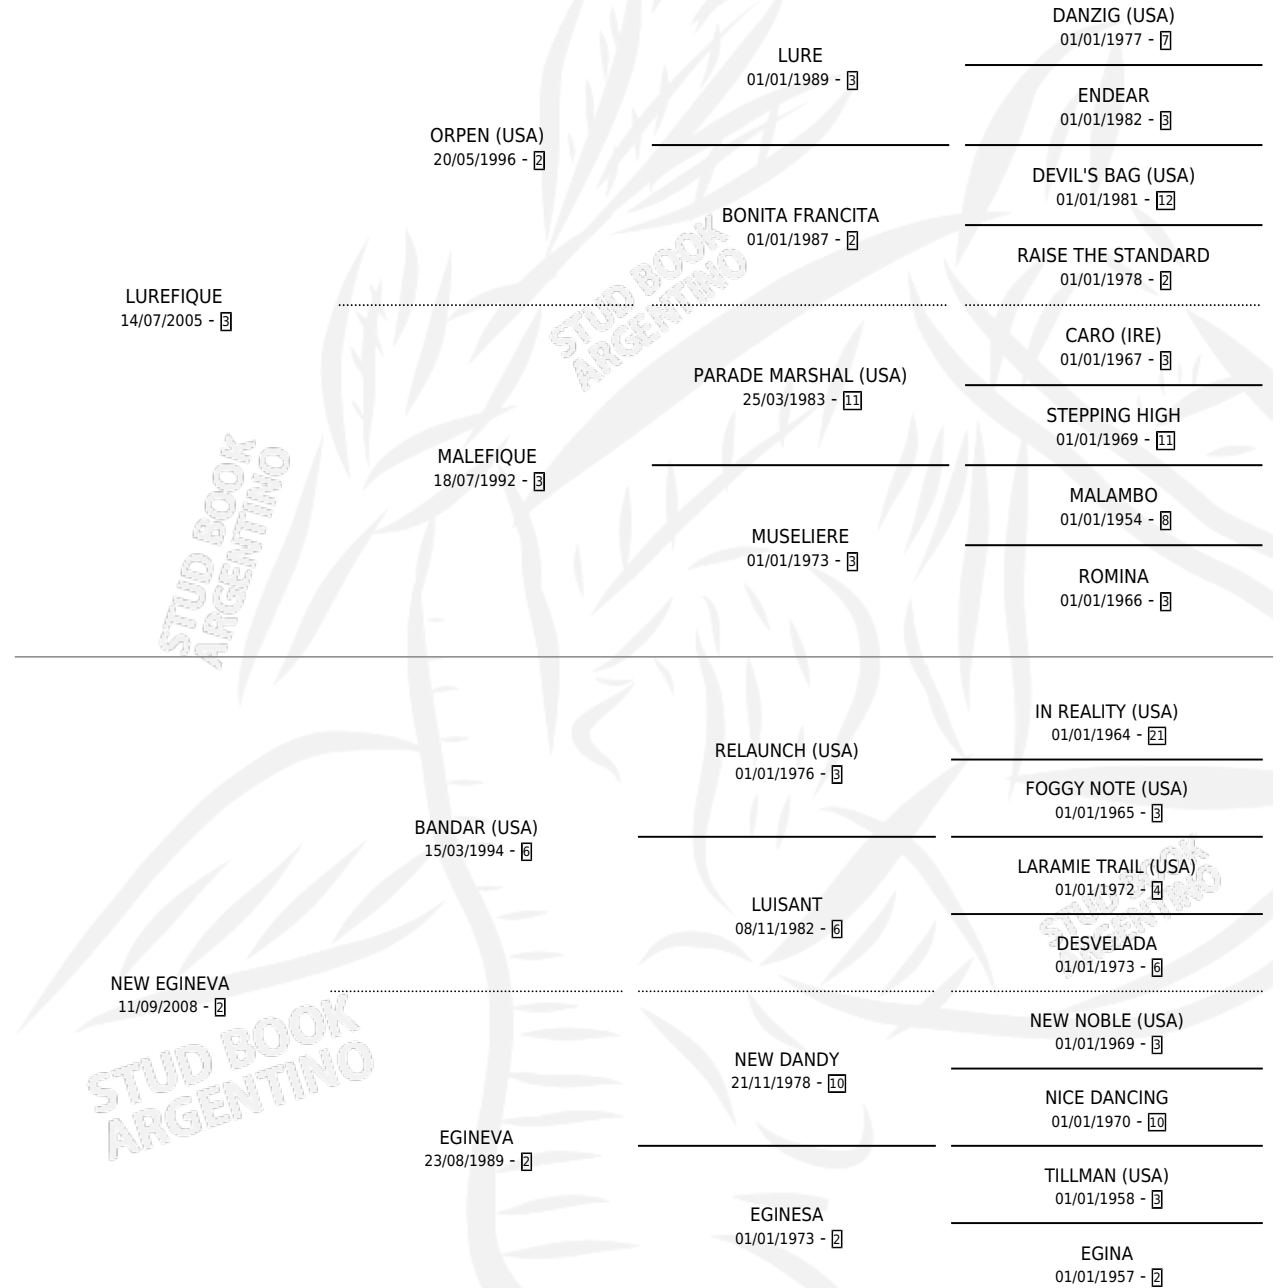 DANZIG (USA)
01/01/1977 - 7
LURE
01/01/1989 - 3
ENDEAR
01/01/1982 - 3
ORPEN (USA)
20/05/1996 - 2
DEVIL'S BAG (USA)
01/01/1981 - 12
BONITA FRANCITA
01/01/1987 - 2
RAISE THE STANDARD
01/01/1978 - 2
LUREFIQUE
14/07/2005 - 3
CARO (IRE)
01/01/1967 - 3
PARADE MARSHAL (USA)
25/03/1983 - 11
STEPPING HIGH
01/01/1969 - 11
MALEFIQUE
18/07/1992 - 3
MALAMBO
01/01/1954 - 8
MUSELIERE
01/01/1973 - 3
ROMINA
01/01/1966 - 3
STUD BOOK
ARGENTINO
STUD BOOK
ARGENTINO
IN REALITY (USA)
01/01/1964 - 21
RELAUNCH (USA)
01/01/1976 - 3
FOGGY NOTE (USA)
01/01/1965 - 3
BANDAR (USA)
15/03/1994 - 6
LARAMIE TRAIL (USA)
01/01/1972 - 4
LUISANT
08/11/1982 - 6
DESVELADA
01/01/1973 - 6
NEW EGINEVA
11/09/2008 - 2
NEW NOBLE (USA)
01/01/1969 - 3
NEW DANDY
21/11/1978 - 10
NICE DANCING
01/01/1970 - 10
EGINEVA
23/08/1989 - 2
TILLMAN (USA)
01/01/1958 - 3
EGINESA
01/01/1973 - 2
EGINA
01/01/1957 - 2
STUD BOOK
ARGENTINO
STUD BOOK
ARGENTINO